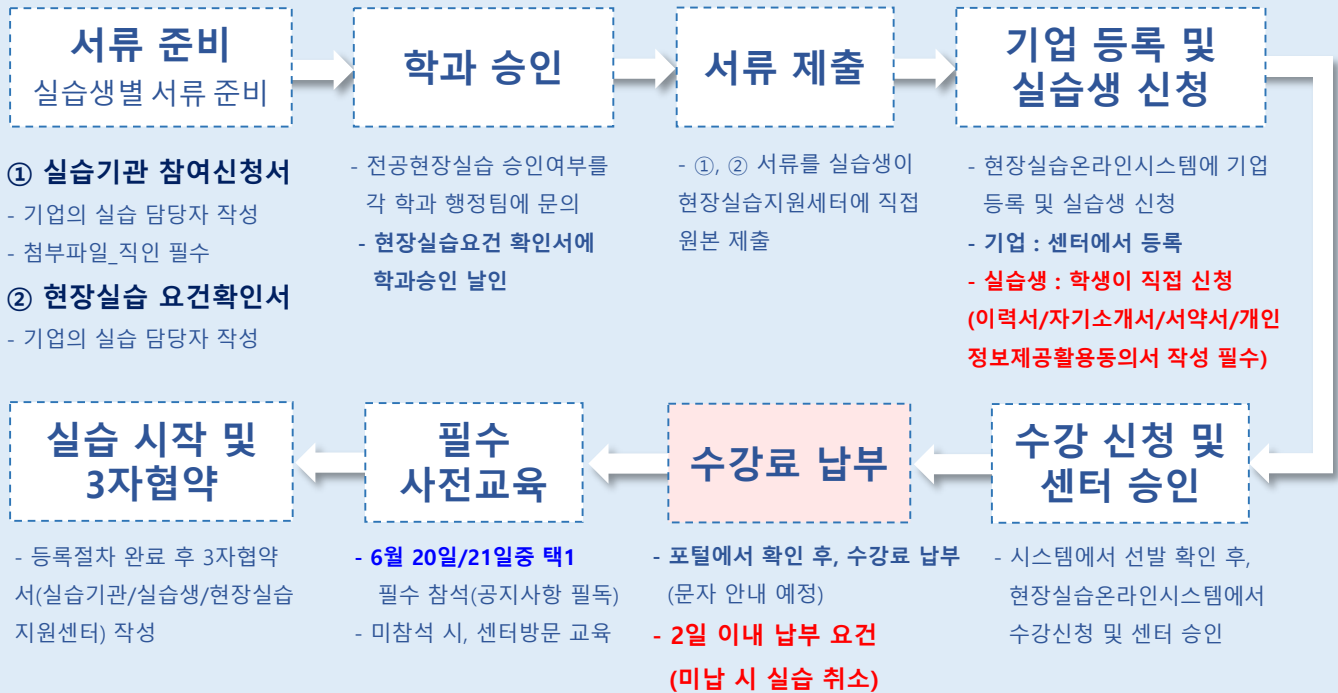 서류 준비
실습생별 서류 준비
① 실습기관 참여신청서
- 기업의 실습 담당자 작성
- 첨부파일_직인 필수
② 현장실습 요건확인서
- 기업의 실습 담당자 작성
학과 승인
- 전공현장실습 승인여부를
각 학과 행정팀에 문의
- 현장실습요건 확인서에
학과승인 날인
서류 제출
- ①, ② 서류를 실습생이
현장실습지원세터에 직접
원본 제출
기업 등록 및
실습생 신청
- 현장실습온라인시스템에 기업
등록 및 실습생 신청
- 기업 : 센터에서 등록
- 실습생 : 학생이 직접 신청
(이력서/자기소개서/서약서/개인
정보제공활용동의서 작성 필수)
수강 신청 및
센터 승인
- 시스템에서 선발 확인 후,
현장실습온라인시스템에서
수강신청 및 센터 승인
수강료 납부
- 포털에서 확인 후, 수강료 납부
(문자 안내 예정)
- 2일 이내 납부 요건
(미납 시 실습 취소)
필수
사전교육
- 6월 20일/21일중 택1
필수 참석(공지사항 필독)
- 미참석 시, 센터방문 교육
실습 시작 및
3자협약
- 등록절차 완료 후 3자협약
서(실습기관/실습생/현장실습
지원센터) 작성